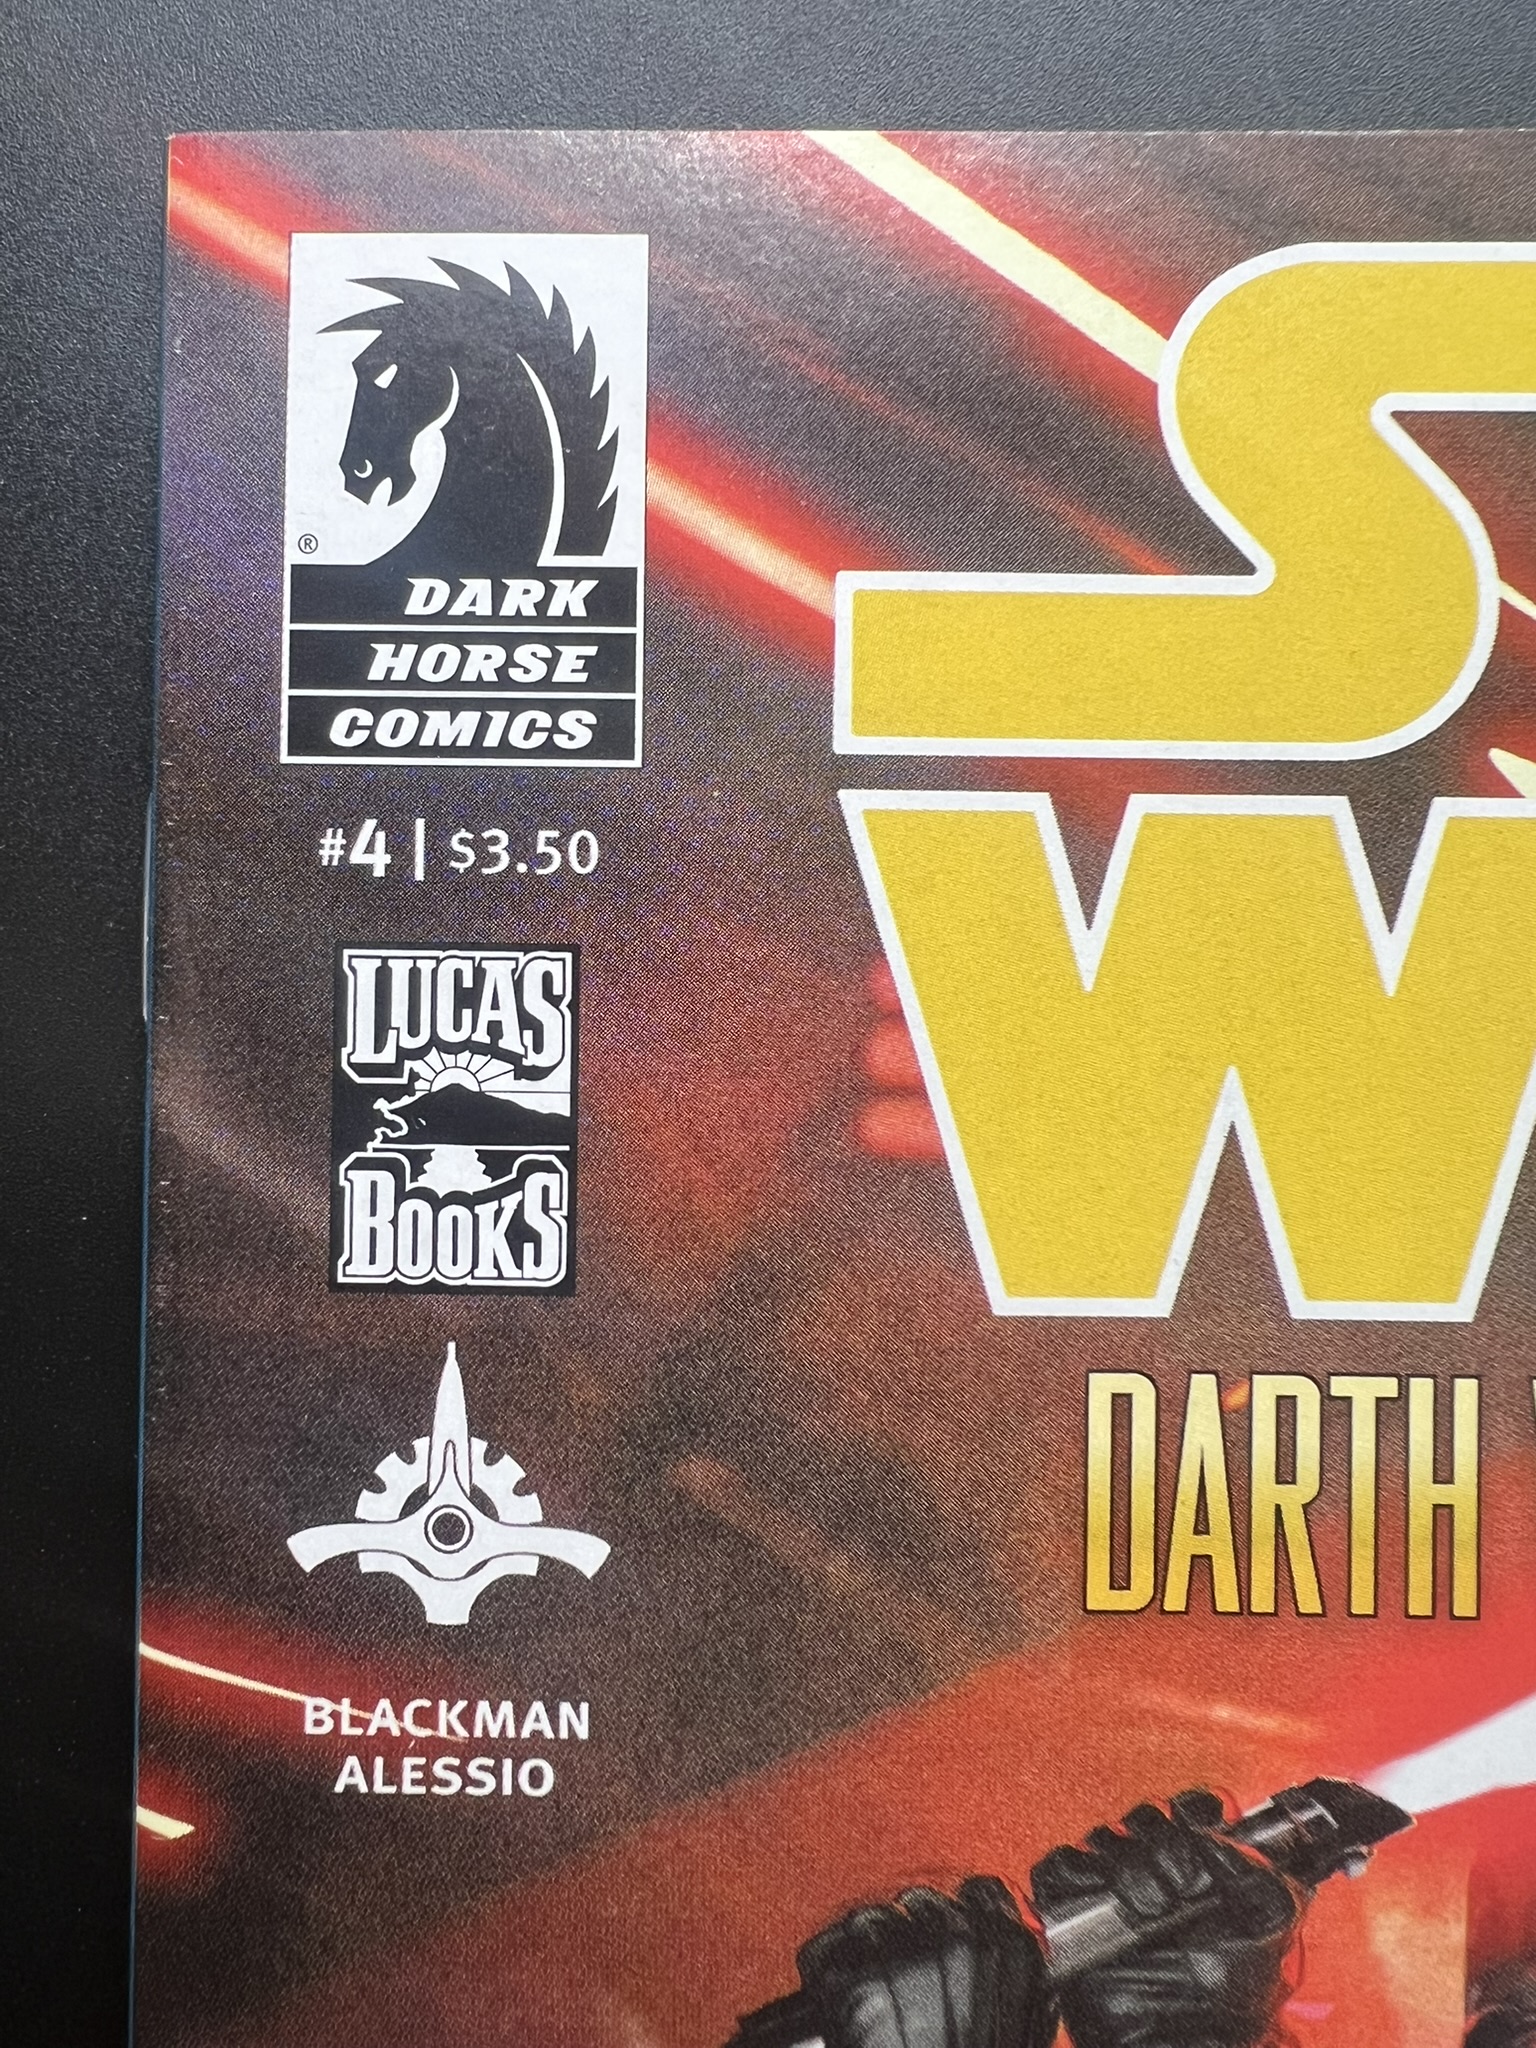 ®
DARK
HORSE
COMICS
#4 | $3.50
LUCAS
BOOKS
S
W
DARTH
BLACKMAN
ALESSIO